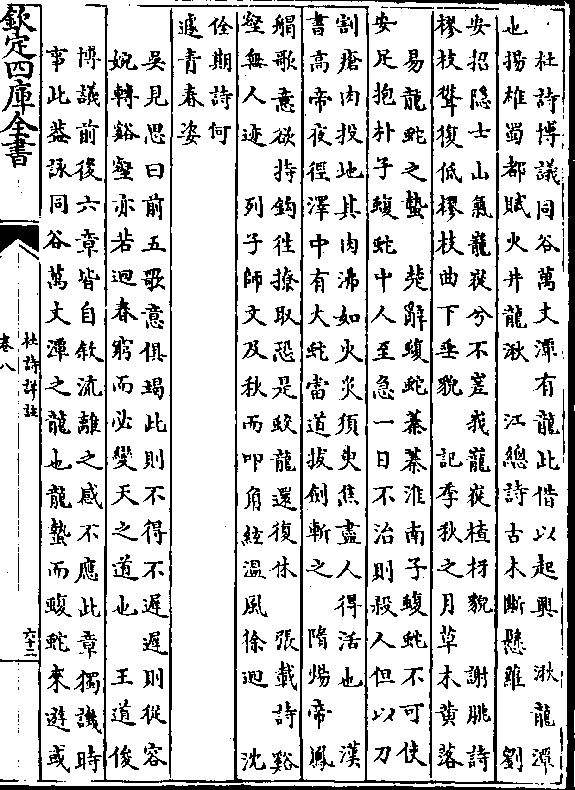 杜詩博議同谷萬丈潭有龍此借以起興　湫龍潭
也揚雄蜀都賦火井龍湫　江總詩古木斷懸蘿　劉
安招隱士山氣巃嵸兮石嵳峩巃嵸楂枒貌　謝朓詩
樛枝聳復低樛枝曲下垂貌　記季秋之月草木黄落
易龍蛇之蟄　楚辭蝮蛇蓁蓁淮南子蝮蛇不可使
安足抱朴子蝮蛇中人至急一日不治則殺人但以刀
割瘡肉投地其肉沸如火炙須臾焦盡人得活也　漢
書高帝夜徑澤中有大蛇當道拔劍斬之　隋煬帝鳳
艒歌意欲持鉤往撩取恐是蛟龍還復休　張載詩谿
壑無人迹　列子師文及秋而叩角絃温風徐迴　沈
佺期詩何
遽青春姿
吳見思曰前五歌意俱竭此則不得不遲遲則從容
婉轉谿壑亦若迴春窮而必變天之道也　王道俊
博議前後六章皆自敘流離之感不應此章獨譏時
事此葢詠同谷萬丈潭之龍也龍蟄而蝮蛇來遊或
欽定四庫全書
杜詩詳註
卷八
六十二